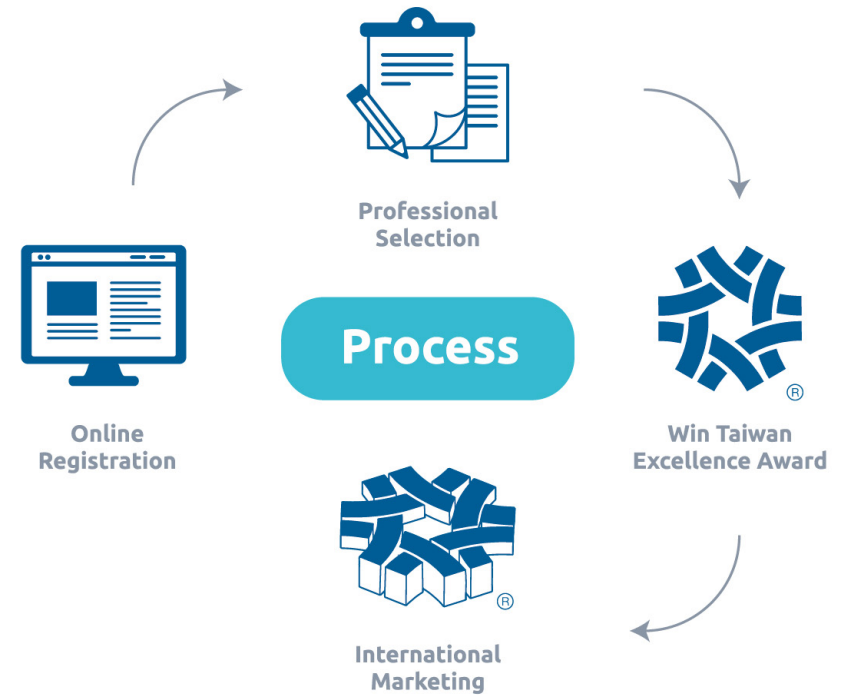 Professional
Selection
Process
Online
Registration
Win Taiwan
Excellence Award
®
®
International
Marketing